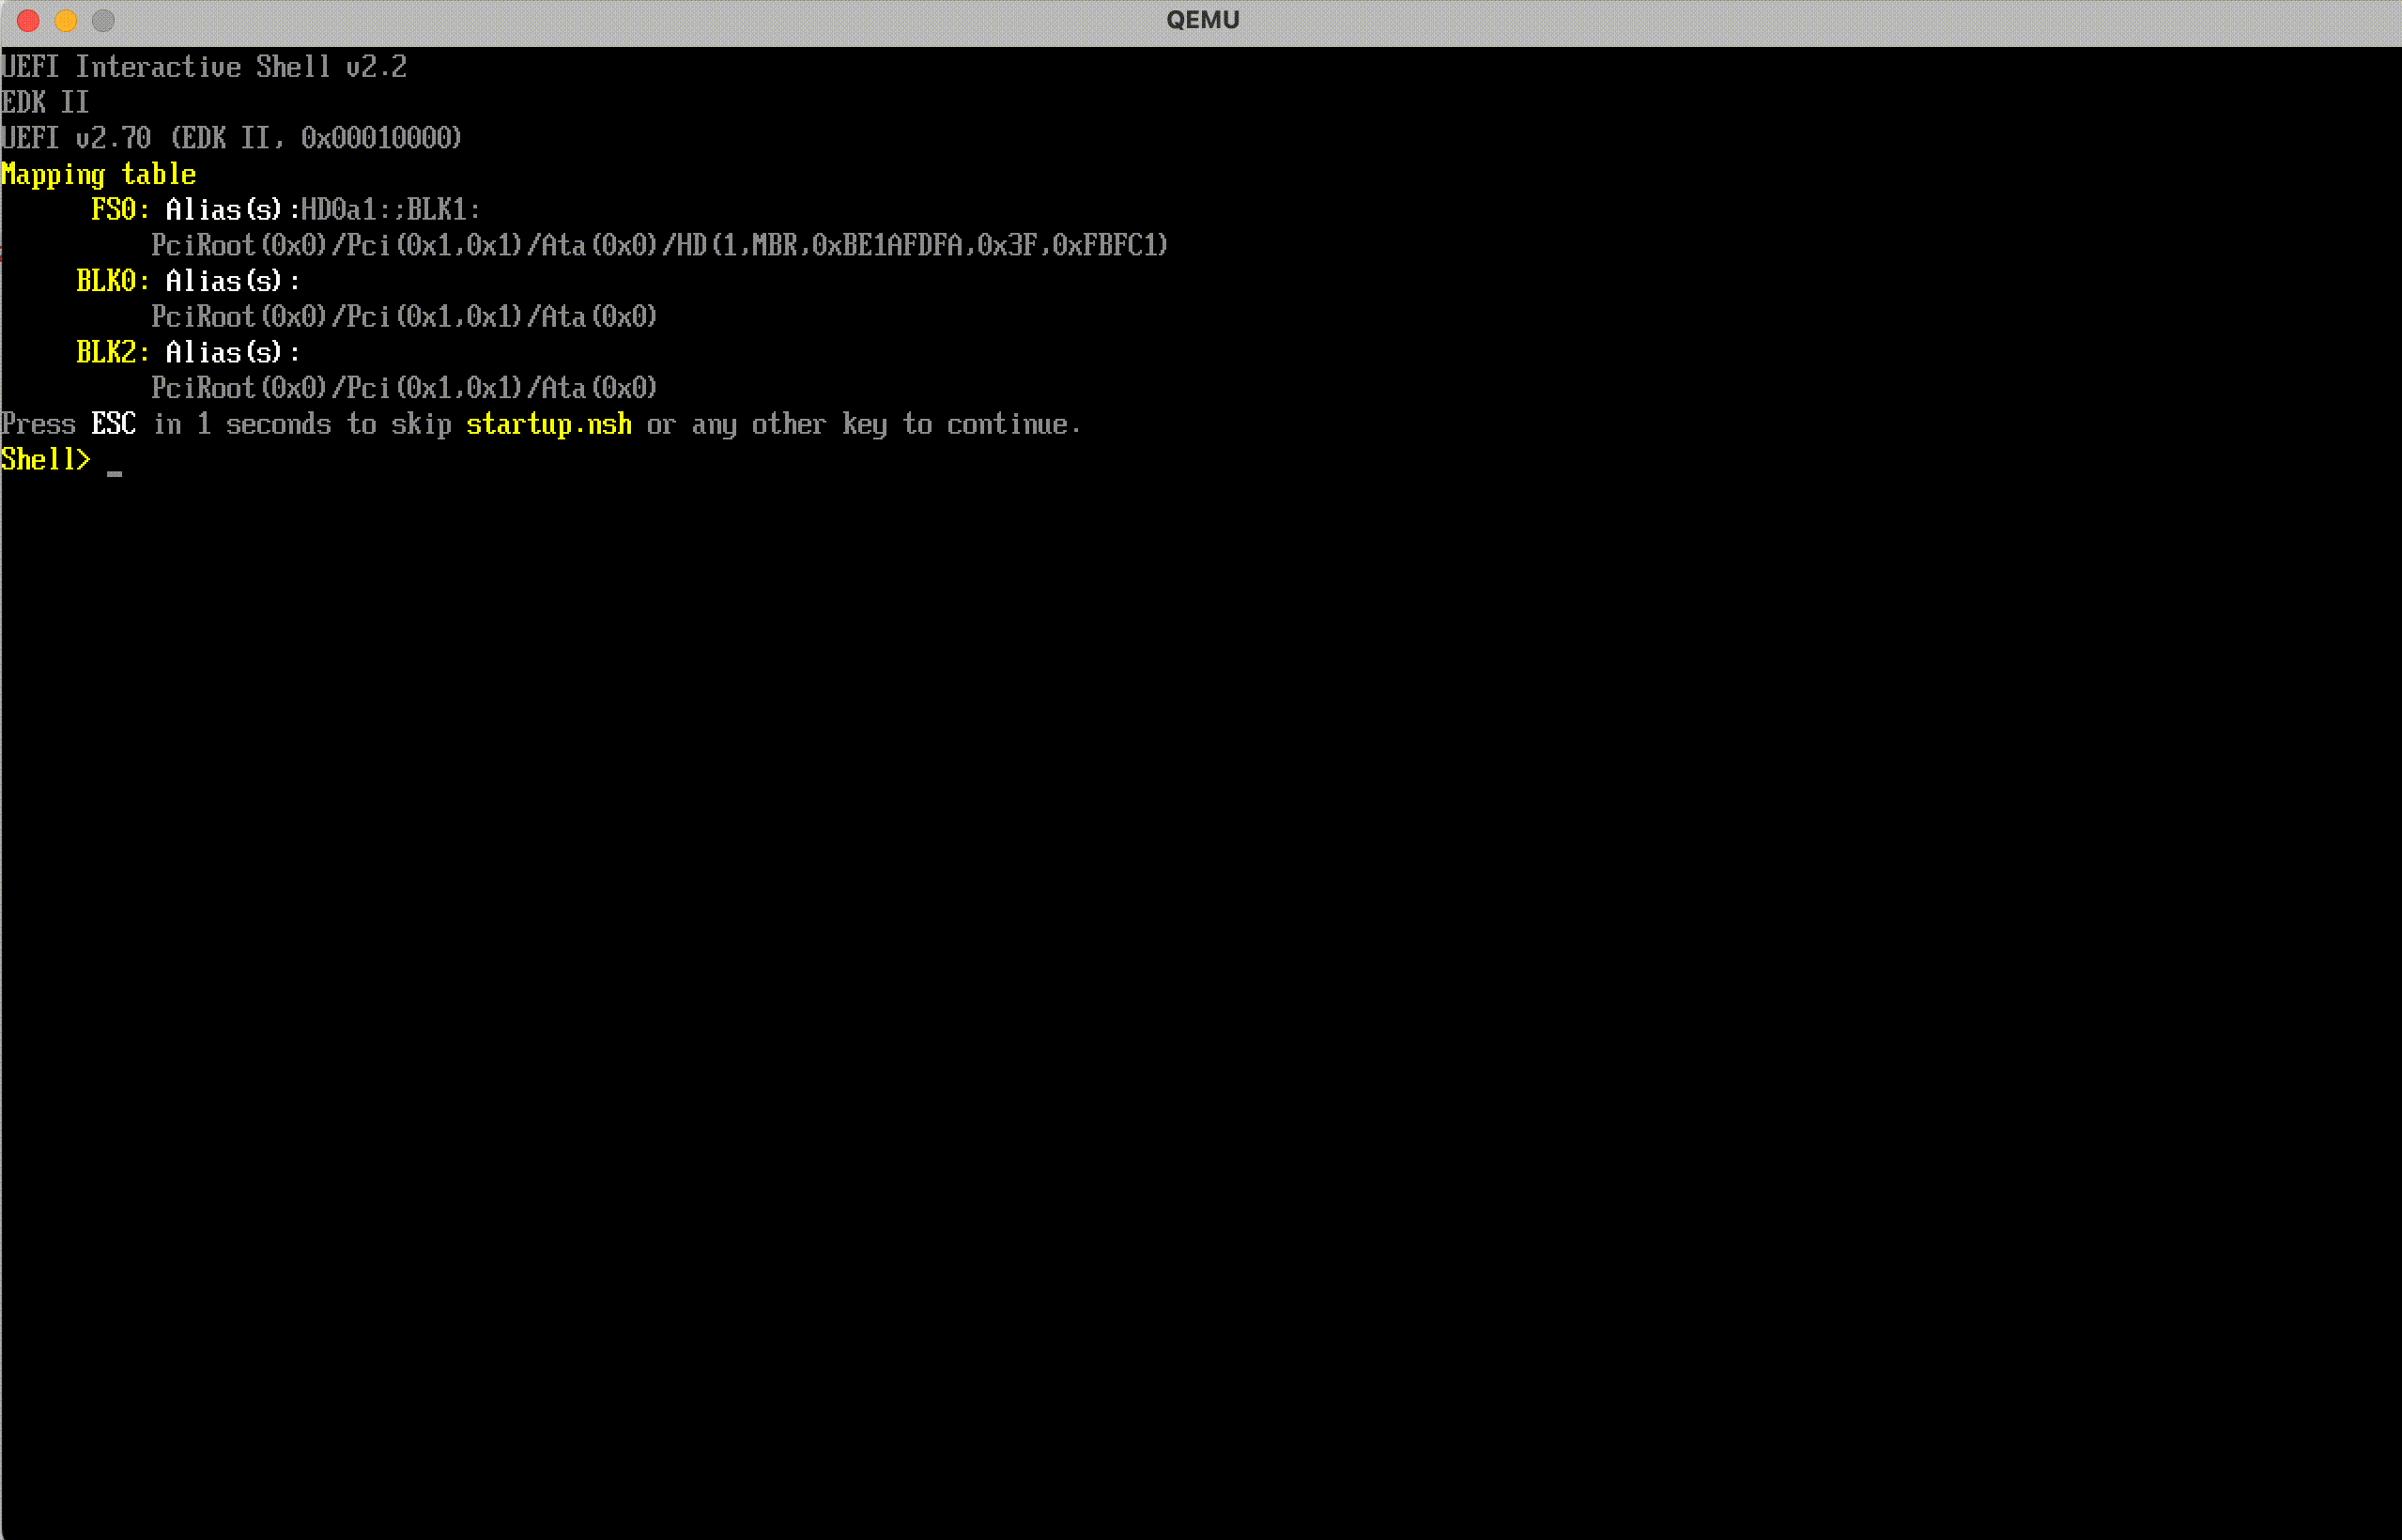 QEMU
UEFI Interactive Shell v2.2
EDK II
UEFI v2.70 (EDK II, 0x00010000)
Mapping table
FS0: Alias(s):HD0a1:;BLK1:
PciRoot(0x0)/Pci(0x1,0x1)/Ata(0x0)/HD(1,MBR,0xBE1AFDFA,0x3F,0xFBFC1)
BLK0: Alias(s):
PciRoot(0x0)/Pci(0x1,0x1)/Ata(0x0)
BLK2: Alias(s):
PciRoot(0x0)/Pci(0x1,0x1)/Ata(0x0)
Press ESC in 1 seconds to skip startup.nsh or any other key to continue.
Shell> _